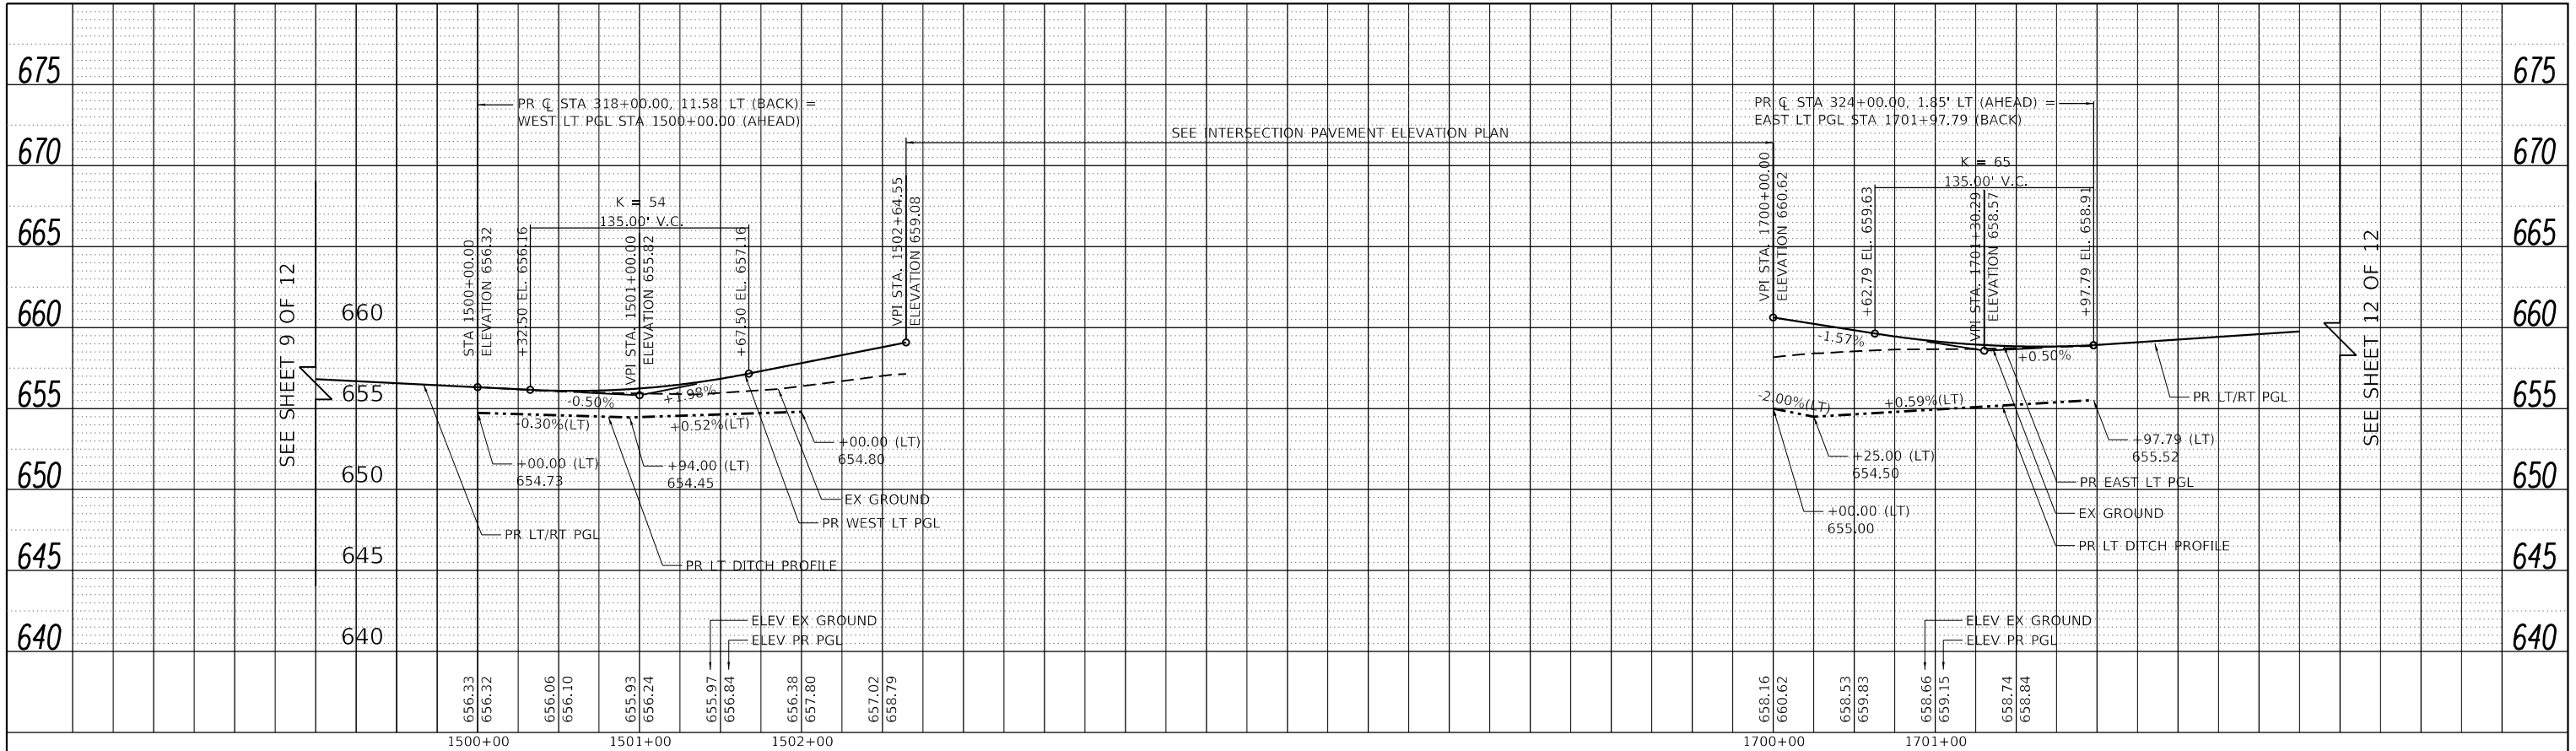 675
670
665
660
655
650
645
640
SEE SHEET 9 OF 12
660
655
650
645
640
PR ℄ STA 318+00.00, 11.58' LT (BACK) =
WEST LT PGL STA 1500+00.00 (AHEAD)
STA 1500+00.00
ELEVATION 656.32
+32.50 EL. 656.16
K = 54
135.00' V.C.
VPI STA. 1501+00.00
ELEVATION 655.82
+67.50 EL. 657.16
VPI STA. 1502+64.55
ELEVATION 659.08
-0.50%
+1.98%
-0.30%(LT)
+0.52%(LT)
+00.00 (LT)
654.73
+94.00 (LT)
654.45
+00.00 (LT)
654.80
EX GROUND
PR WEST LT PGL
PR LT/RT PGL
PR LT DITCH PROFILE
ELEV EX GROUND
ELEV PR PGL
656.33
656.32
656.06
656.10
655.93
656.24
655.97
656.84
656.38
657.80
657.02
658.79
1500+00
1501+00
1502+00
SEE INTERSECTION PAVEMENT ELEVATION PLAN
PR ℄ STA 324+00.00, 1.85' LT (AHEAD) =
EAST LT PGL STA 1701+97.79 (BACK)
VPI STA. 1700+00.00
ELEVATION 660.62
+62.79 EL. 659.63
K = 65
135.00' V.C.
VPI STA. 1701+30.29
ELEVATION 658.57
+97.79 EL. 658.91
-1.57%
+0.50%
-2.00%(LT)
+0.59%(LT)
PR LT/RT PGL
+97.79 (LT)
655.52
+25.00 (LT)
654.50
+00.00 (LT)
655.00
PR EAST LT PGL
EX GROUND
PR LT DITCH PROFILE
ELEV EX GROUND
ELEV PR PGL
658.16
660.62
658.53
659.83
658.66
659.15
658.74
658.84
1700+00
1701+00
SEE SHEET 12 OF 12
675
670
665
660
655
650
645
640